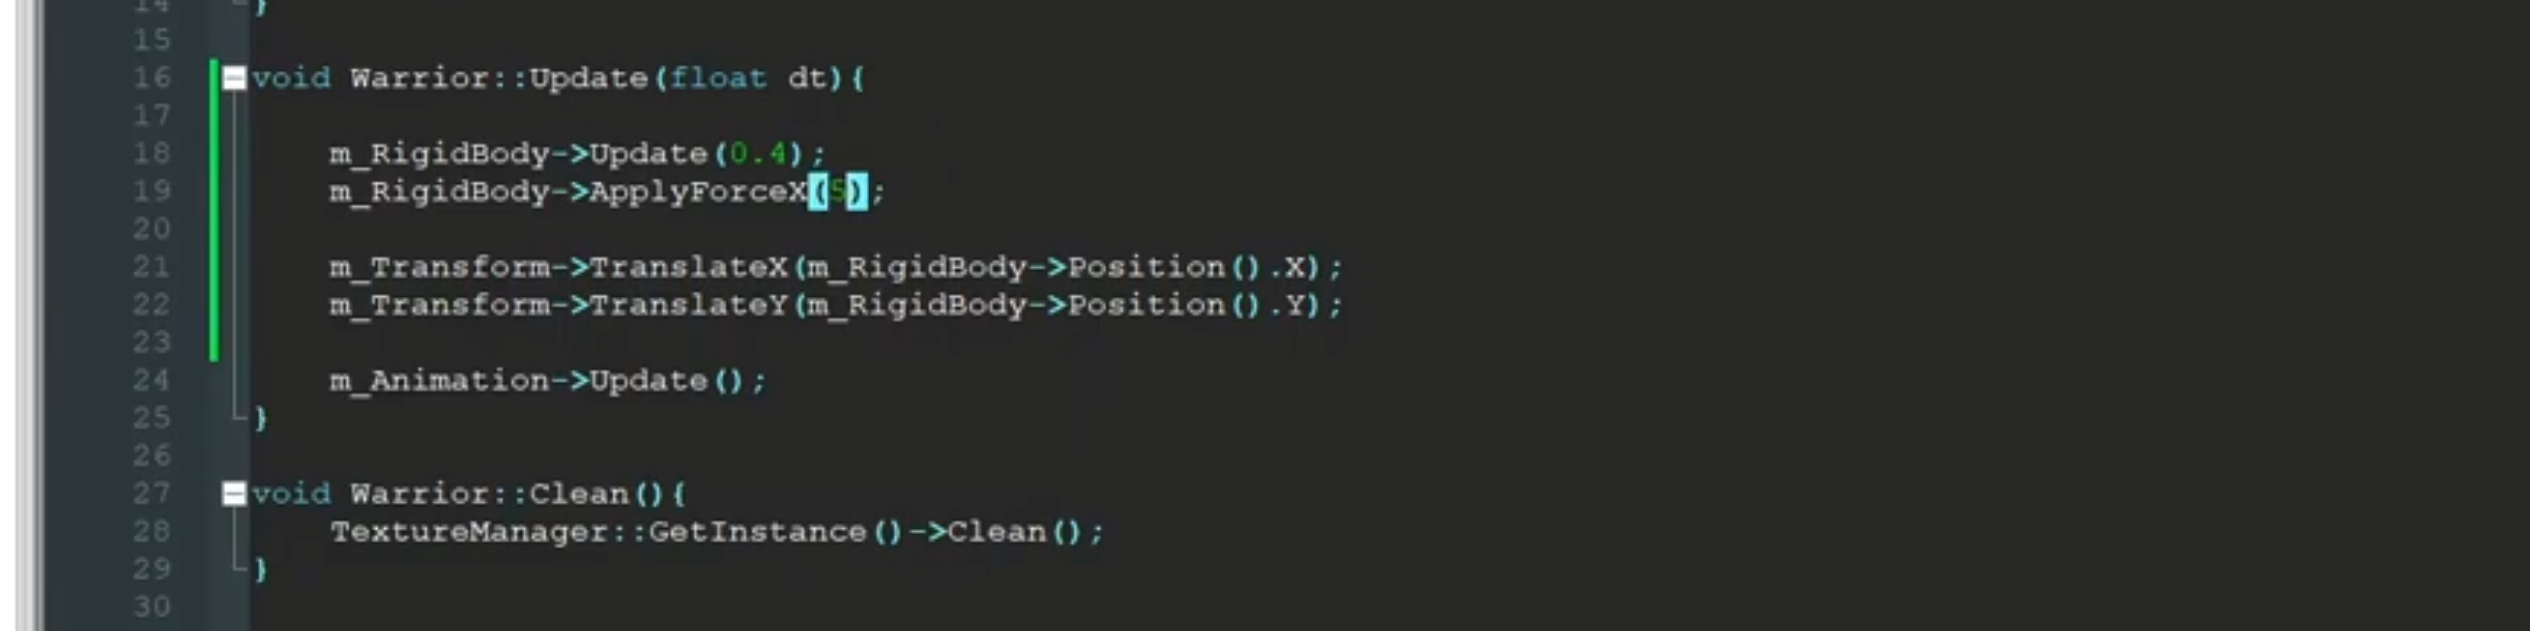 14 }
15
16 void Warrior::Update(float dt){
17
18 m_RigidBody->Update(0.4);
19 m_RigidBody->ApplyForceX(5);
20
21 m_Transform->TranslateX(m_RigidBody->Position().X);
22 m_Transform->TranslateY(m_RigidBody->Position().Y);
23
24 m_Animation->Update();
25 }
26
27 void Warrior::Clean(){
28 TextureManager::GetInstance()->Clean();
29 }
30